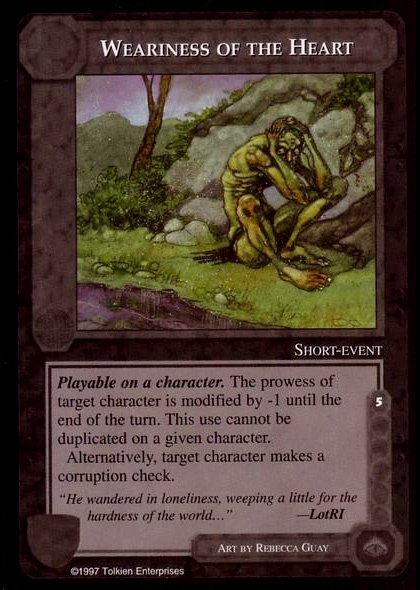 WEARINESS OF THE HEART
SHORT-EVENT
Playable on a character. The prowess of
target character is modified by -1 until the
end of the turn. This use cannot be
duplicated on a given character.
Alternatively, target character makes a
corruption check.
5
“He wandered in loneliness, weeping a little for the
hardness of the world…” —LotRI
ART BY REBECCA GUAY
©1997 Tolkien Enterprises